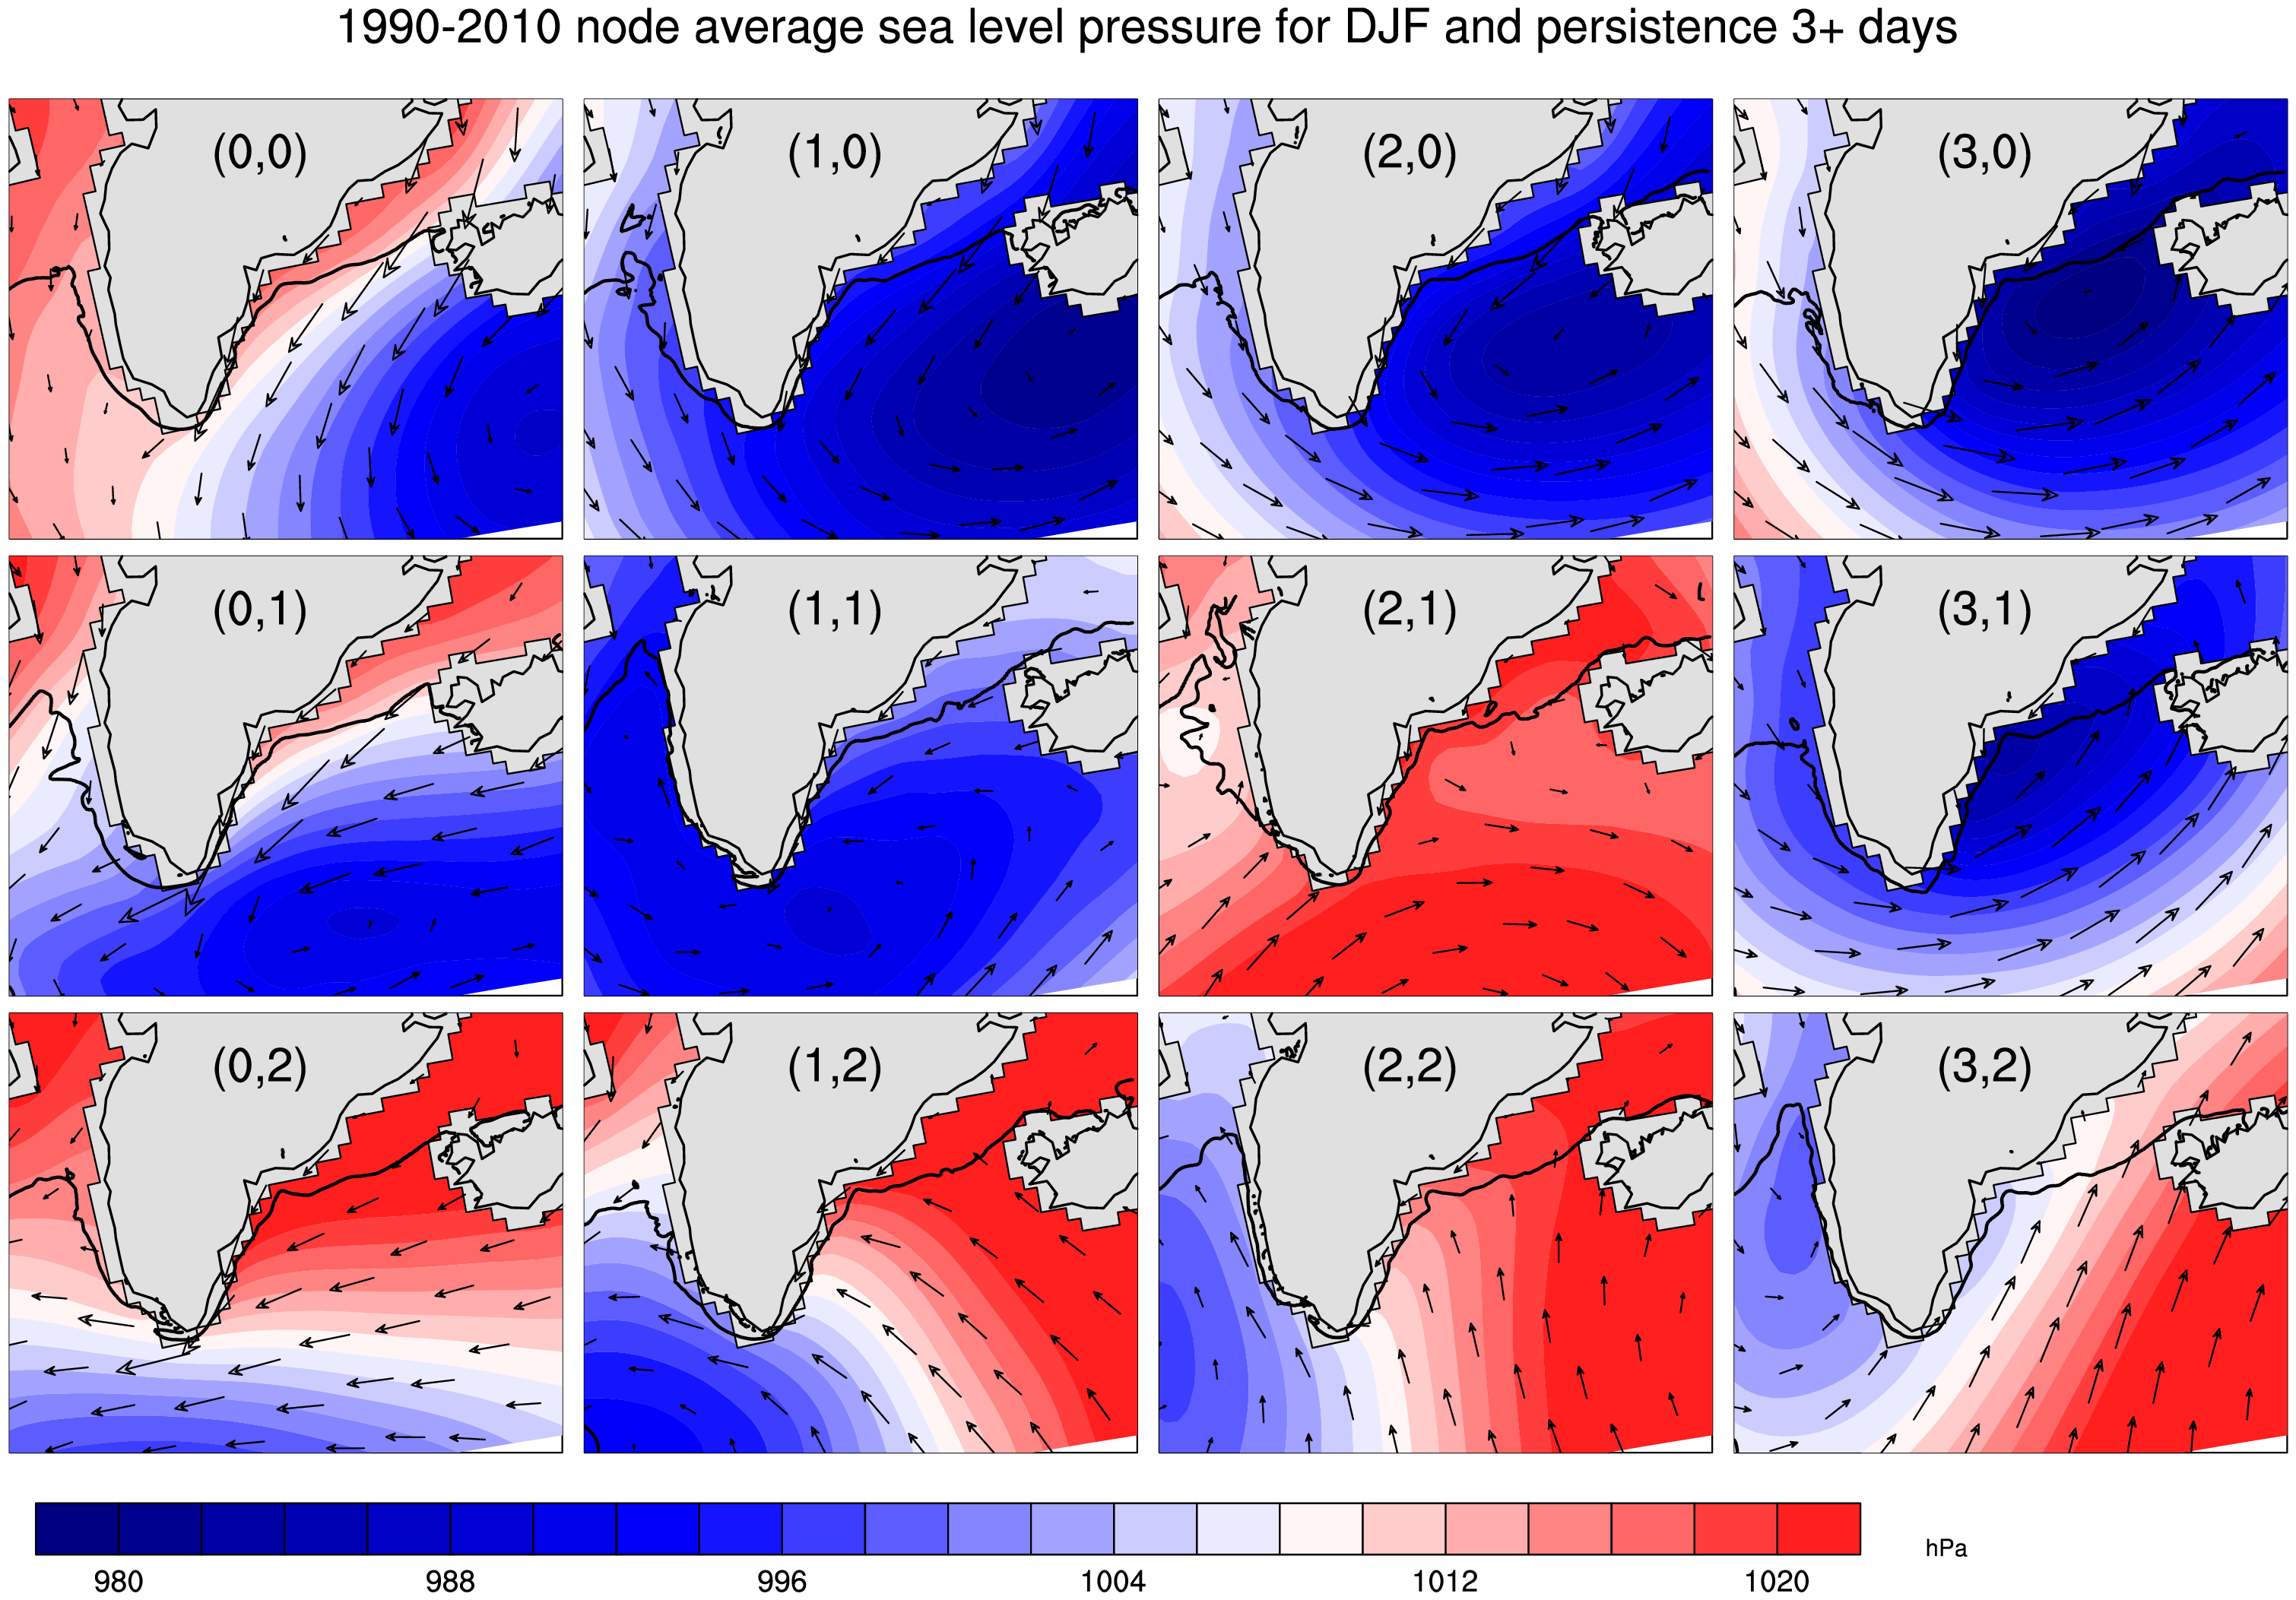 1990-2010 node average sea level pressure for DJF and persistence 3+ days
(0,0) (1,0) (2,0) (3,0)
(0,1) (1,1) (2,1) (3,1)
(0,2) (1,2) (2,2) (3,2)
hPa
980 988 996 1004 1012 1020